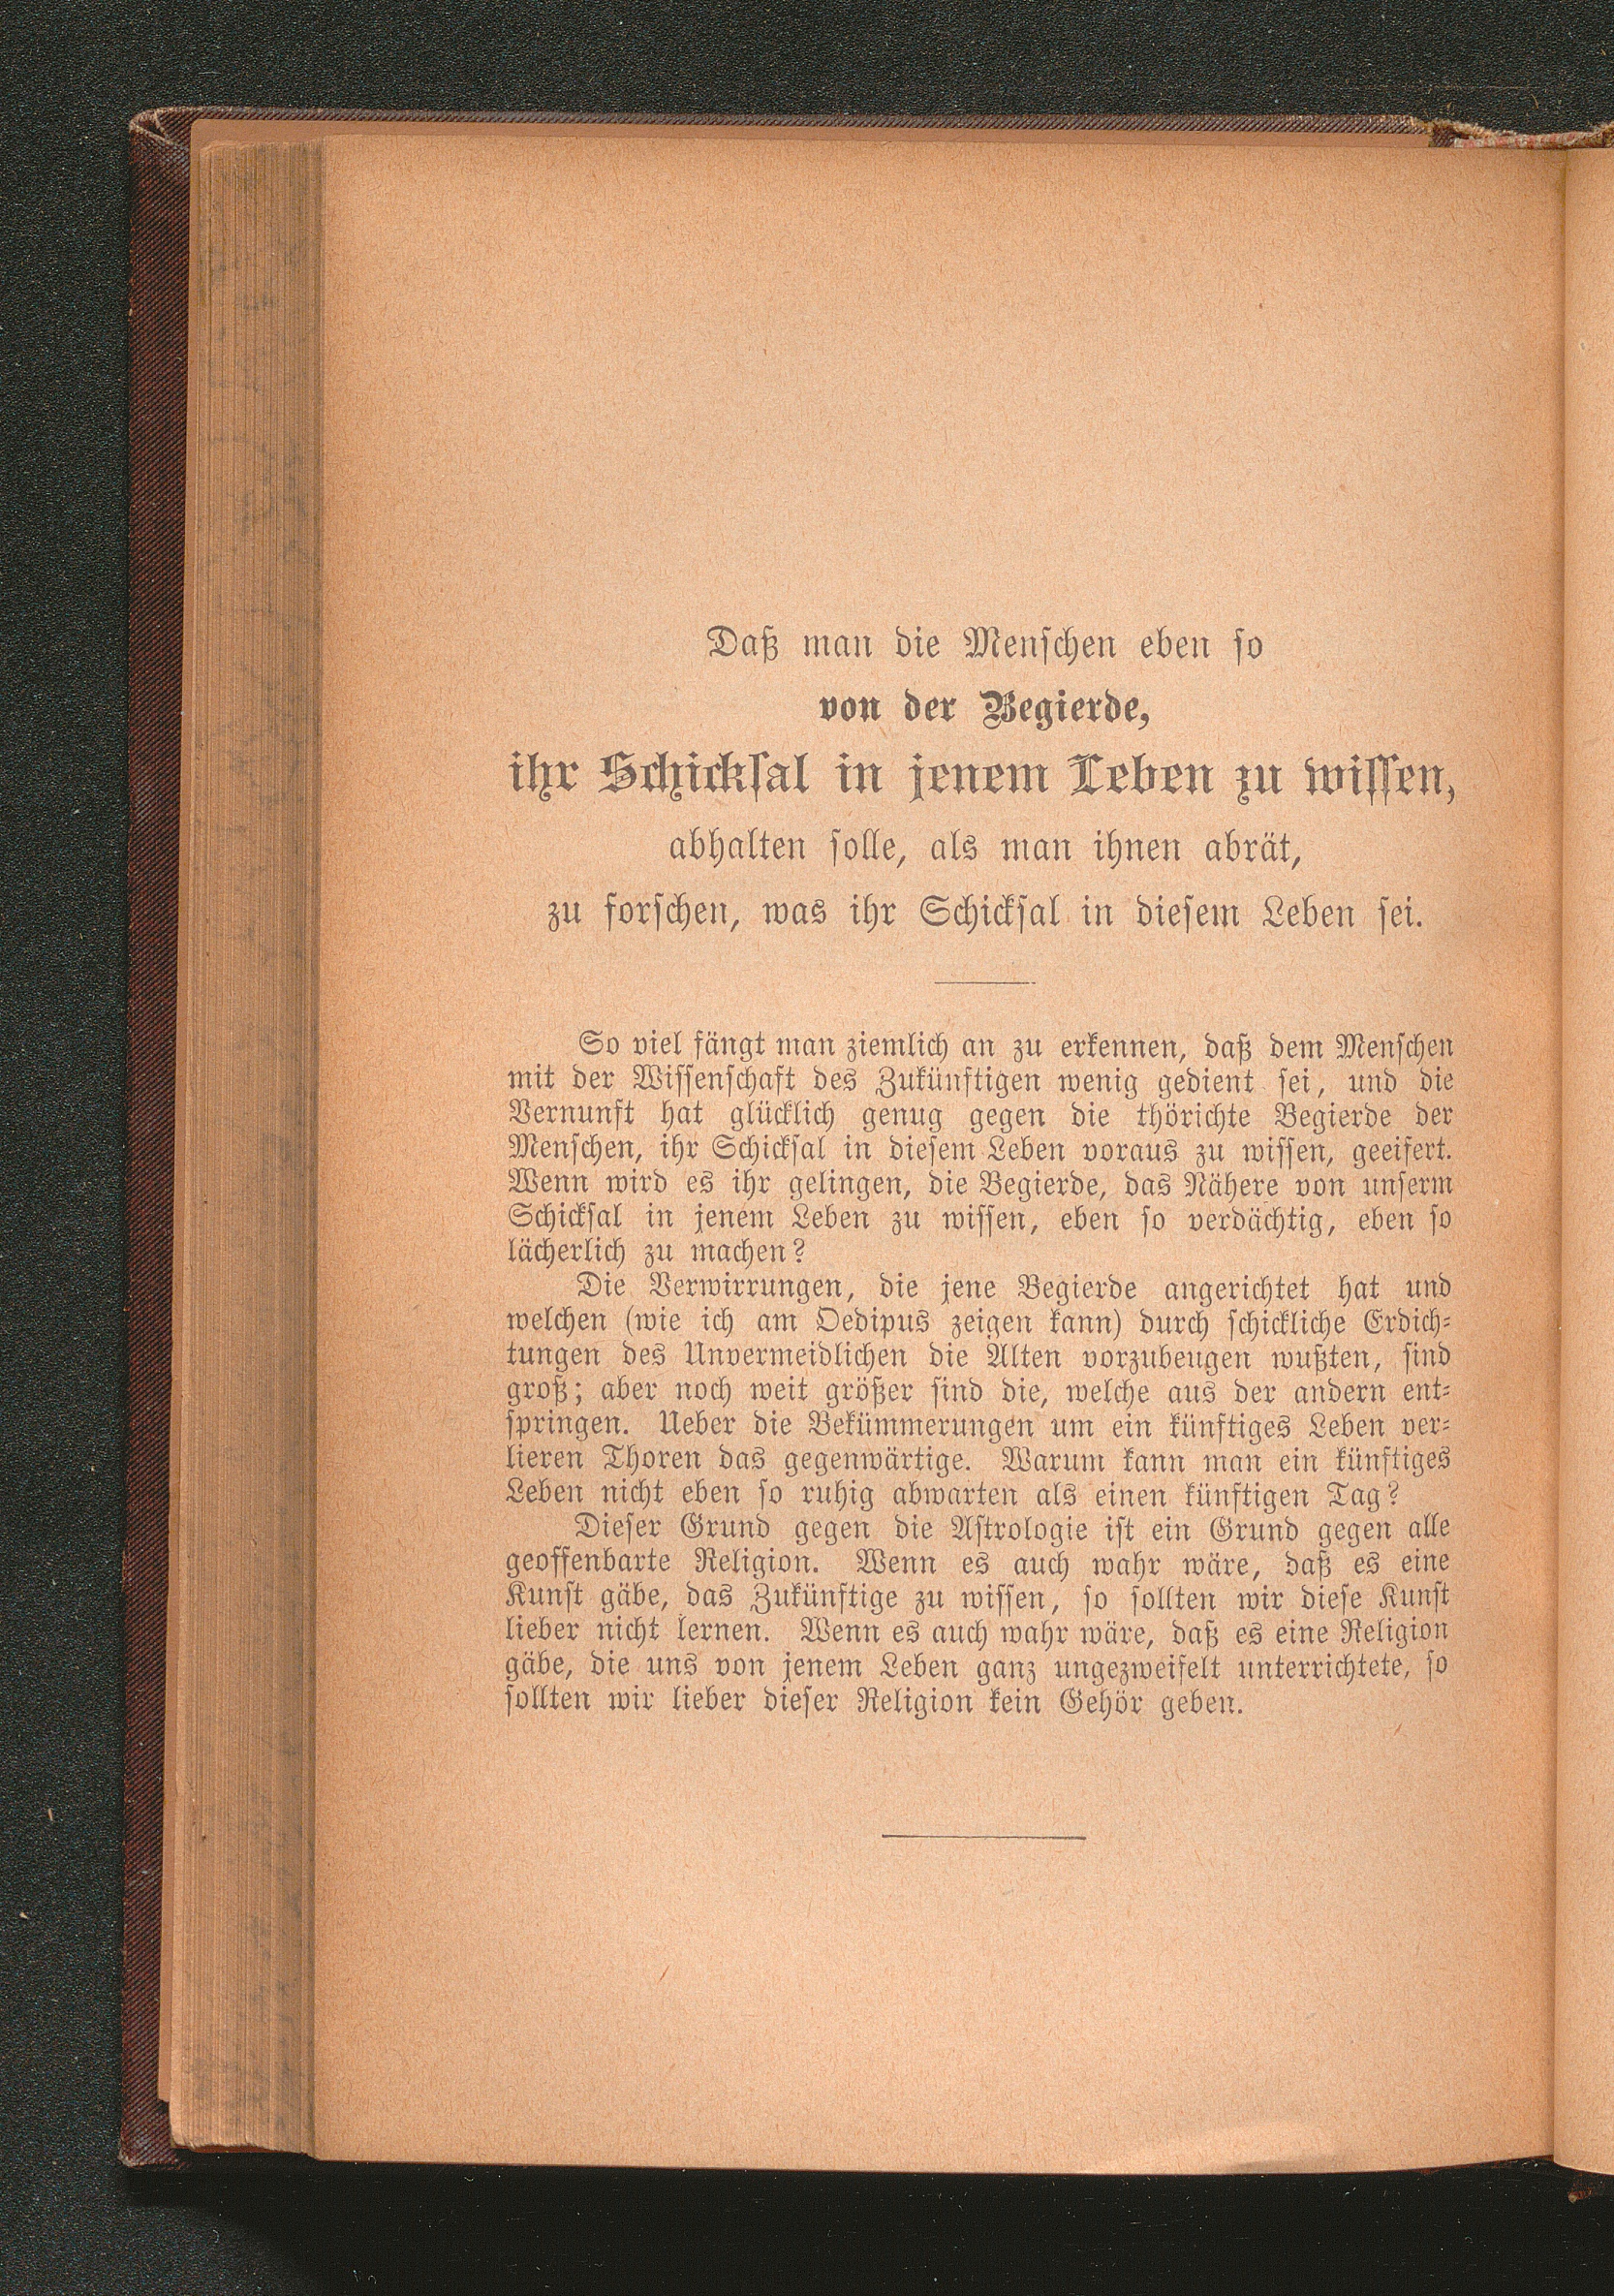 Daß man die Menschen eben so
von der Begierde,
ihr Schicksal in jenem Leben zu wissen,
abhalten solle, als man ihnen abrät,
zu forschen, was ihr Schicksal in diesem Leben sei.
So viel fängt man ziemlich an zu erkennen, daß dem Menschen
mit der Wissenschaft des Zukünftigen wenig gedient sei, und die
Vernunft hat glücklich genug gegen die thörichte Begierde der
Menschen, ihr Schicksal in diesem Leben voraus zu wissen, geeifert.
Wenn wird es ihr gelingen, die Begierde, das Nähere von unserm
Schicksal in jenem Leben zu wissen, eben so verdächtig, eben so
lächerlich zu machen?
Die Verwirrungen, die jene Begierde angerichtet hat und
welchen (wie ich am Oedipus zeigen kann) durch schickliche Erdich-
tungen des Unvermeidlichen die Alten vorzubeugen wußten, sind
groß; aber noch weit größer sind die, welche aus der andern ent-
springen. Ueber die Bekümmerungen um ein künftiges Leben ver-
lieren Thoren das gegenwärtige. Warum kann man ein künftiges
Leben nicht eben so ruhig abwarten als einen künftigen Tag?
Dieser Grund gegen die Astrologie ist ein Grund gegen alle
geoffenbarte Religion. Wenn es auch wahr wäre, daß es eine
Kunst gäbe, das Zukünftige zu wissen, so sollten wir diese Kunst
lieber nicht lernen. Wenn es auch wahr wäre, daß es eine Religion
gäbe, die uns von jenem Leben ganz ungezweifelt unterrichtete, so
sollten wir lieber dieser Religion kein Gehör geben.